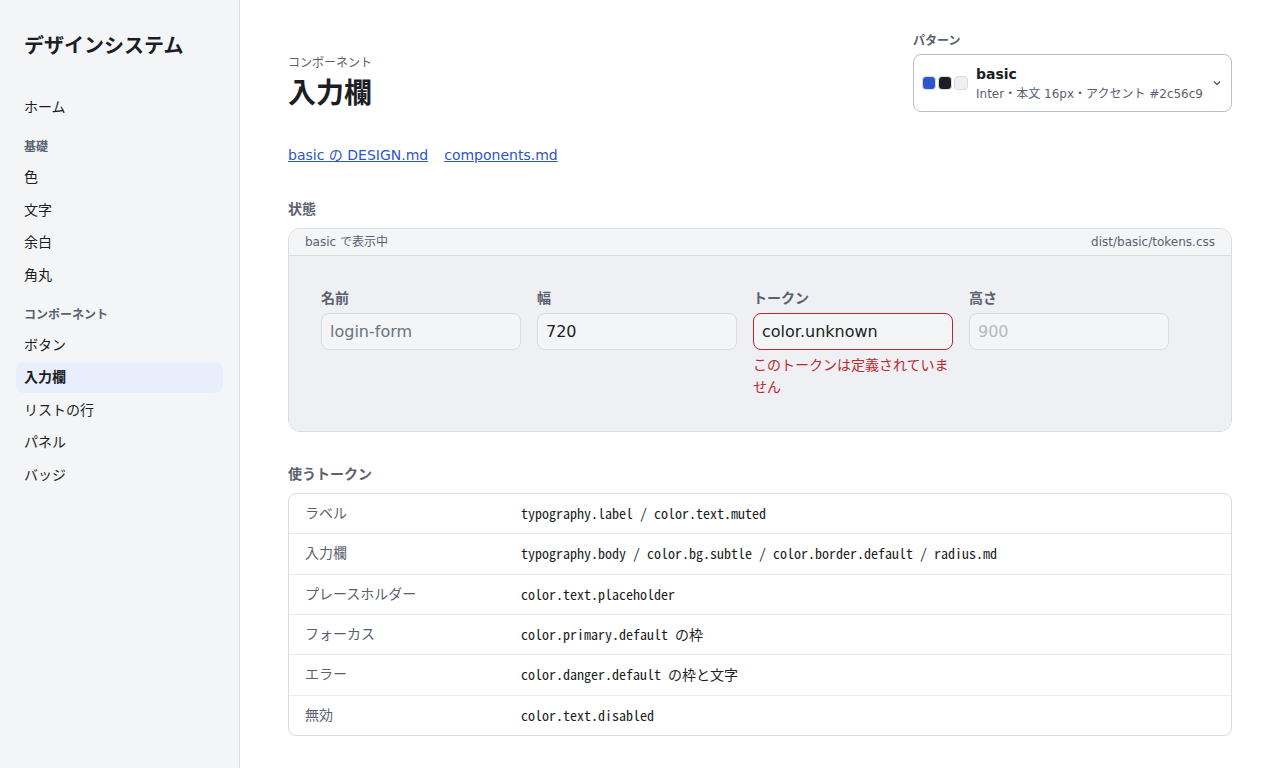 デザインシステム
ホーム
基礎
色
文字
余白
角丸
コンポーネント
ボタン
入力欄
リストの行
パネル
バッジ
コンポーネント
入力欄
パターン
basic
Inter・本文 16px・アクセント #2c56c9
basic の DESIGN.md components.md
状態
basic で表示中 dist/basic/tokens.css
名前 幅 トークン 高さ
login-form 720 color.unknown 900
このトークンは定義されていま
せん
使うトークン
ラベル typography.label / color.text.muted
入力欄 typography.body / color.bg.subtle / color.border.default / radius.md
プレースホルダー color.text.placeholder
フォーカス color.primary.default の枠
エラー color.danger.default の枠と文字
無効 color.text.disabled